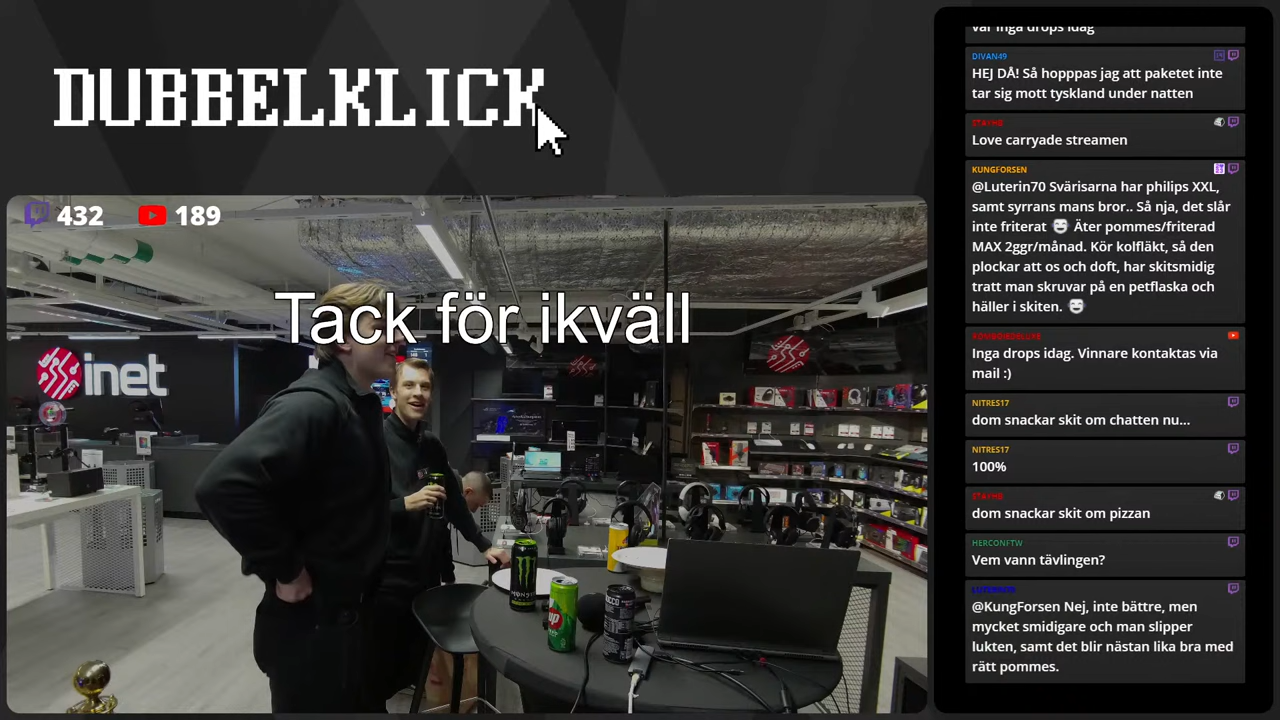 DUBBELKLICK
432 189
Tack för ikväll
inet
MONSTER
UP
NOCCO
var inga drops idag
DIVAN49
HEJ DÅ! Så hopppas jag att paketet inte
tar sig mott tyskland under natten
STAYHD
Love carryade streamen
KUNGFORSEN
@Luterin70 Svärisarna har philips XXL,
samt syrrans mans bror.. Så nja, det slår
inte friterat Äter pommes/friterad
MAX 2ggr/månad. Kör kolfläkt, så den
plockar att os och doft, har skitsmidig
tratt man skruvar på en petflaska och
häller i skiten.
Inga drops idag. Vinnare kontaktas via
mail :)
NITRES17
dom snackar skit om chatten nu...
NITRES17
100%
STAYHD
dom snackar skit om pizzan
HERCONFTW
Vem vann tävlingen?
@KungForsen Nej, inte bättre, men
mycket smidigare och man slipper
lukten, samt det blir nästan lika bra med
rätt pommes.